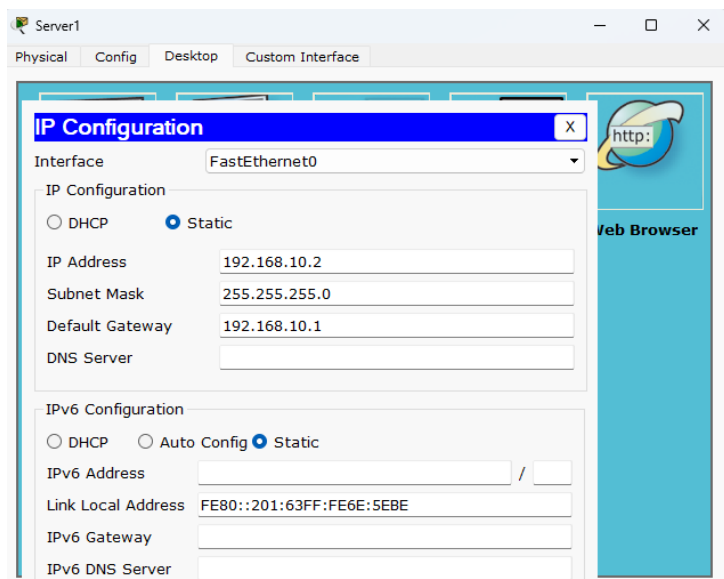 Server1
Physical Config Desktop Custom Interface
IP Configuration X
http:
Interface FastEthernet0
IP Configuration
DHCP Static
Web Browser
IP Address 192.168.10.2
Subnet Mask 255.255.255.0
Default Gateway 192.168.10.1
DNS Server
IPv6 Configuration
DHCP Auto Config Static
IPv6 Address /
Link Local Address FE80::201:63FF:FE6E:5EBE
IPv6 Gateway
IPv6 DNS Server